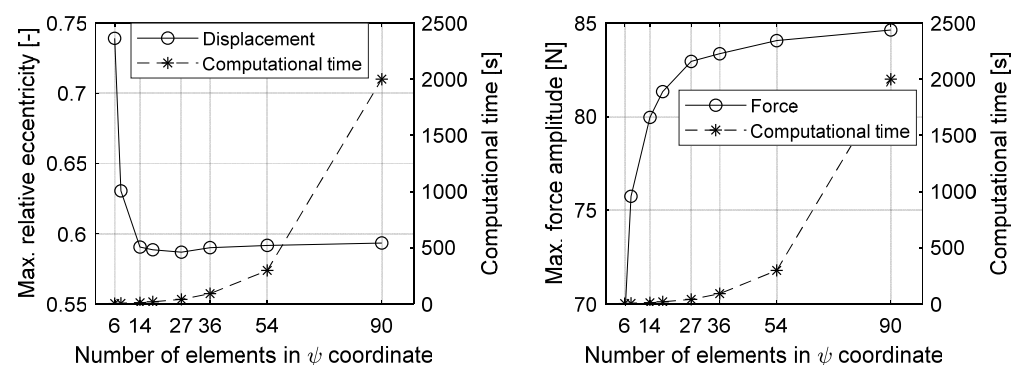 Max. relative eccentricity [-]
0.75
0.7
0.65
0.6
0.55
Displacement
Computational time
2500
2000
1500
1000
500
0
Computational time [s]
6 14 27 36 54 90
Number of elements in ψ coordinate
Max. force amplitude [N]
85
80
75
70
Force
Computational time
2500
2000
1500
1000
500
0
Computational time [s]
6 14 27 36 54 90
Number of elements in ψ coordinate